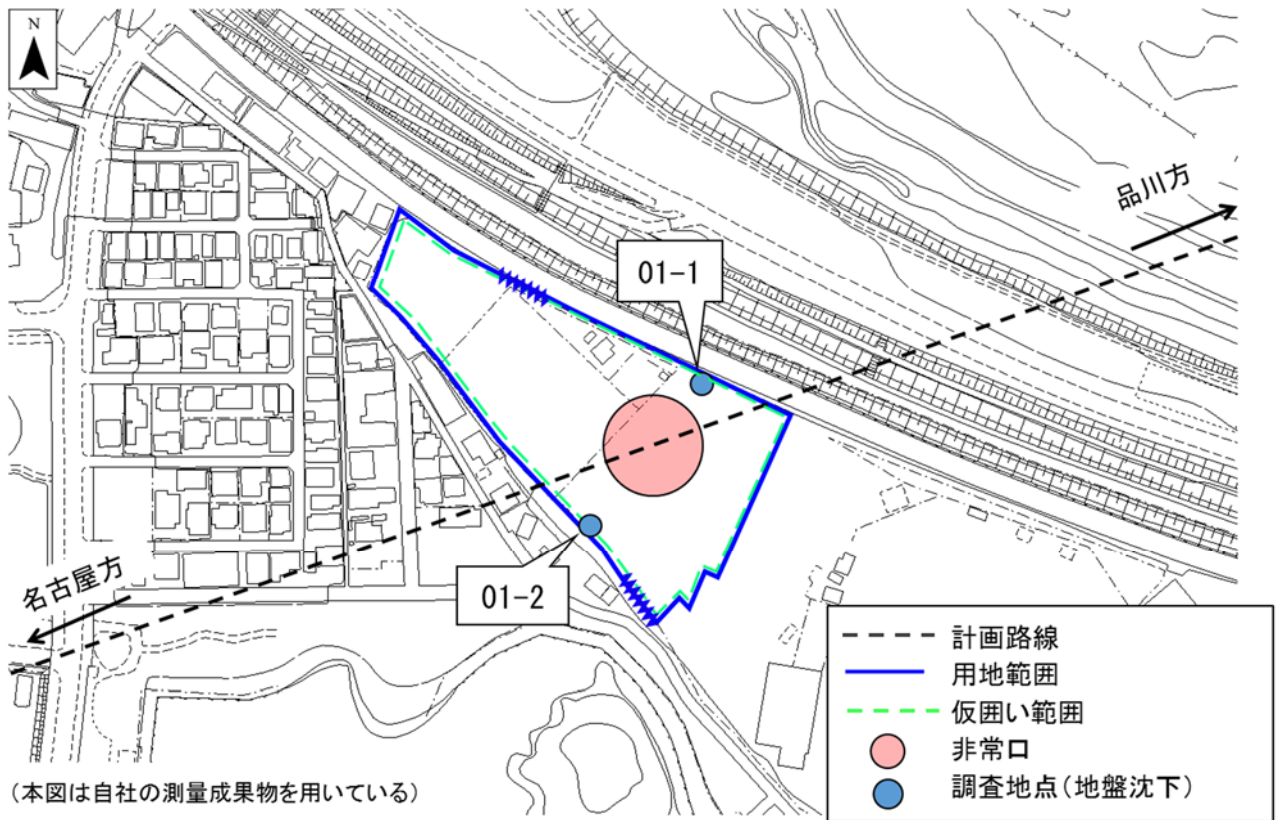 N
品川方
01-1
01-2
名古屋方
計画路線
用地範囲
仮囲い範囲
非常口
調査地点(地盤沈下)
(本図は自社の測量成果物を用いている)